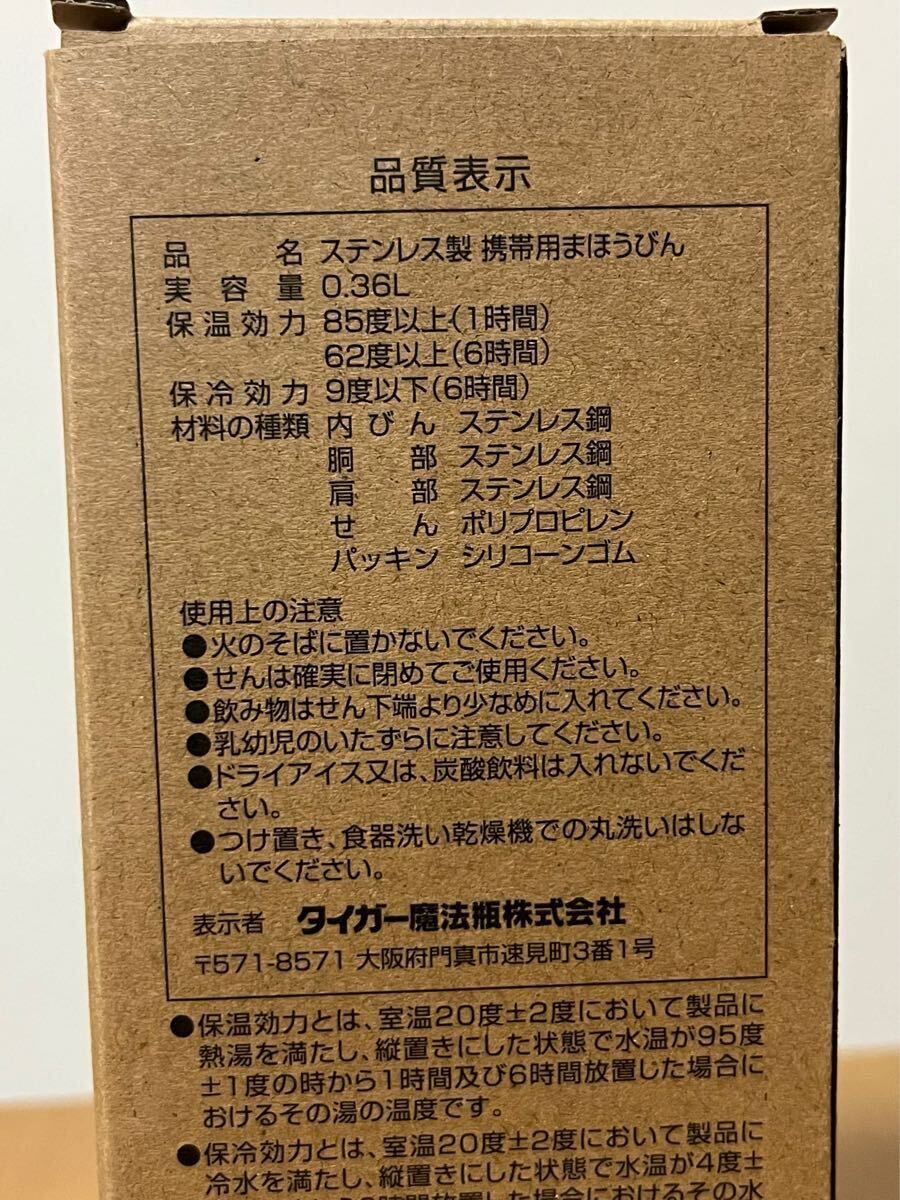 品質表示
品名 ステンレス製 携帯用まほうびん
実容量 0.36L
保温効力 85度以上(1時間)
62度以上(6時間)
保冷効力 9度以下(6時間)
材料の種類 内びん ステンレス鋼
胴部 ステンレス鋼
肩部 ステンレス鋼
せん ポリプロピレン
パッキン シリコーンゴム
使用上の注意
●火のそばに置かないでください。
●せんは確実に閉めてご使用ください。
●飲み物はせん下端より少なめに入れてください。
●乳幼児のいたずらに注意してください。
●ドライアイス又は、炭酸飲料は入れないでくだ
さい。
●つけ置き、食器洗い乾燥機での丸洗いはしな
いでください。
表示者 タイガー魔法瓶株式会社
〒571-8571 大阪府門真市速見町3番1号
●保温効力とは、室温20度±2度において製品に
熱湯を満たし、縦置きにした状態で水温が95度
±1度の時から1時間及び6時間放置した場合に
おけるその湯の温度です。
●保冷効力とは、室温20度±2度において製品に
冷水を満たし、縦置きにした状態で水温が4度±
6時間放置した場合におけるその水